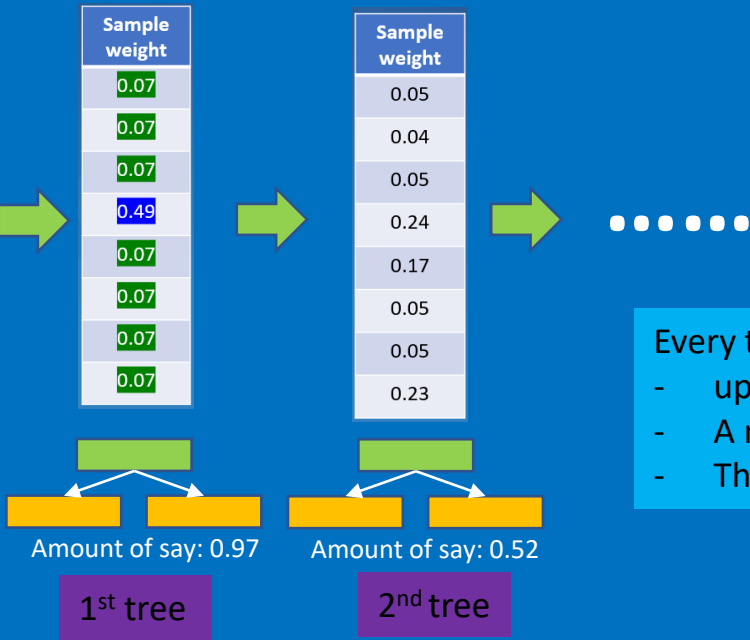 Sample
weight
0.07
0.07
0.07
0.49
0.07
0.07
0.07
0.07
Amount of say: 0.97
1st tree
Sample
weight
0.05
0.04
0.05
0.24
0.17
0.05
0.05
0.23
Amount of say: 0.52
2nd tree
........
Every
-
-    A
-